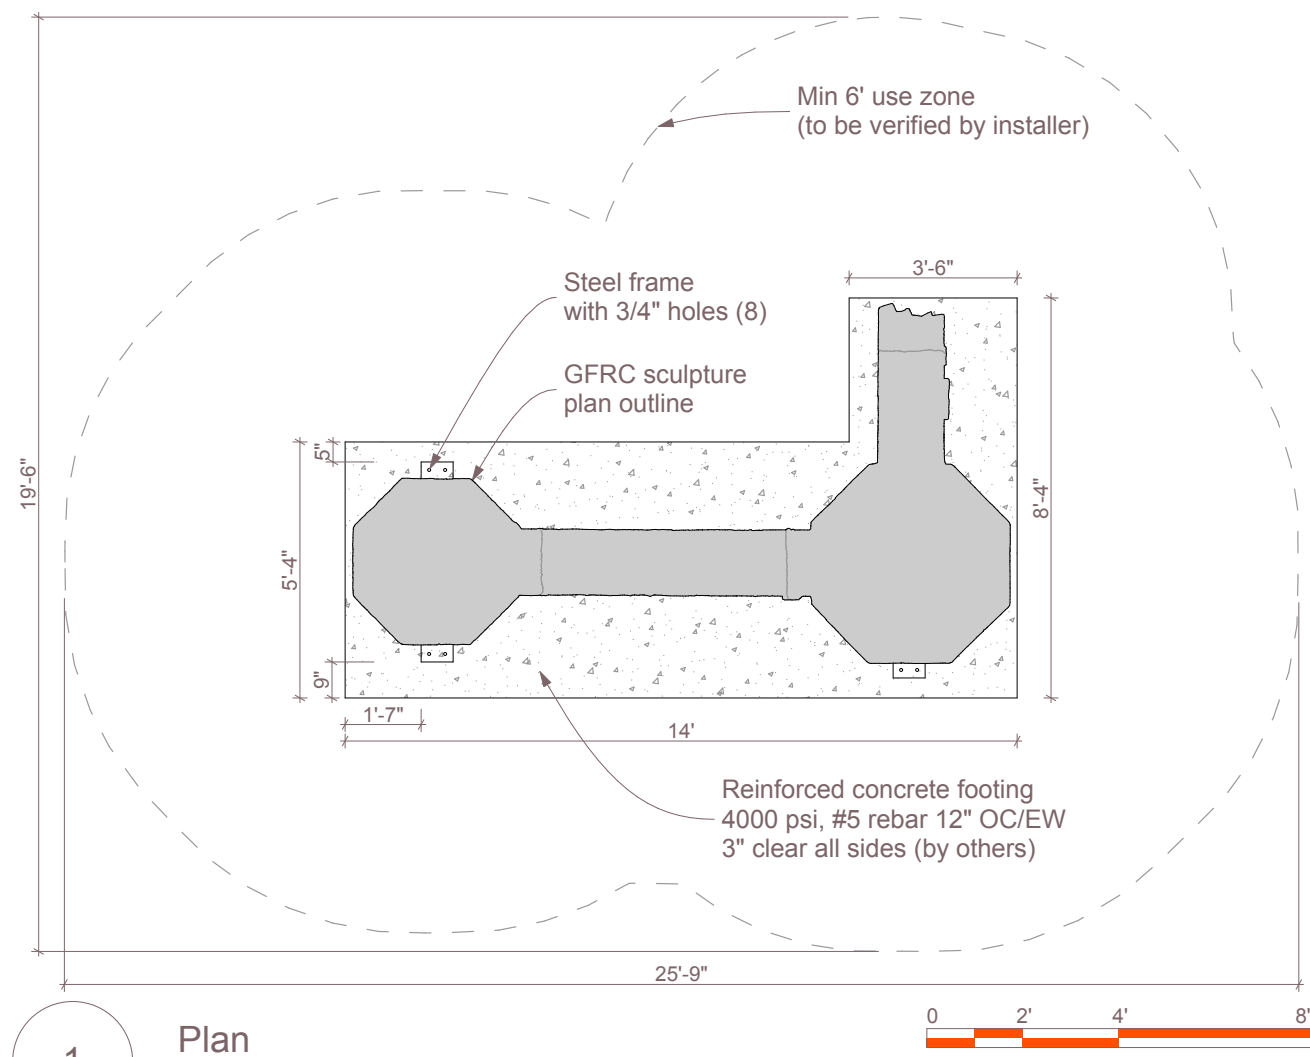 Min 6' use zone
(to be verified by installer)
3'-6"
Steel frame
with 3/4" holes (8)
GFRC sculpture
plan outline
5"
19'-6"
8'-4"
5'-4"
9"
1'-7"
14'
Reinforced concrete footing
4000 psi, #5 rebar 12" OC/EW
3" clear all sides (by others)
25'-9"
0 2' 4' 8'
1 Plan